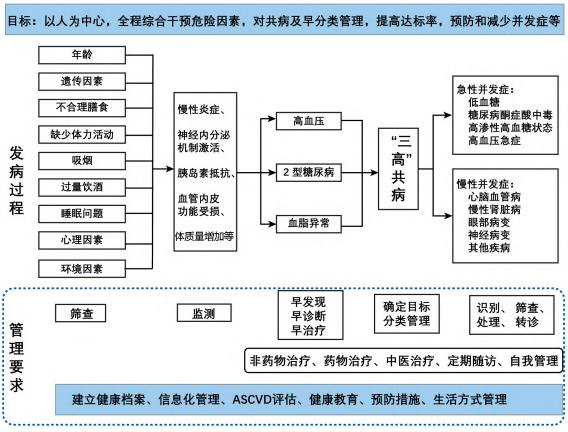 目标：以人为中心，全程综合干预危险因素，对共病及早分类管理，提高达标率，预防和减少并发症等
发病过程
年龄
遗传因素
不合理膳食
缺少体力活动
吸烟
过量饮酒
睡眠问题
心理因素
环境因素
慢性炎症、
神经内分泌
机制激活、
胰岛素抵抗、
血管内皮
功能受损、
体质量增加等
高血压
2 型糖尿病
血脂异常
“三高”共病
急性并发症：
低血糖
糖尿病酮症酸中毒
高渗性高血糖状态
高血压急症
慢性并发症：
心脑血管病
慢性肾脏病
眼部病变
神经病变
其他疾病
管理要求
筛查
监测
早发现
早诊断
早治疗
确定目标
分类管理
识别、筛查、
处理、转诊
非药物治疗、药物治疗、中医治疗、定期随访、自我管理
建立健康档案、信息化管理、ASCVD评估、健康教育、预防措施、生活方式管理